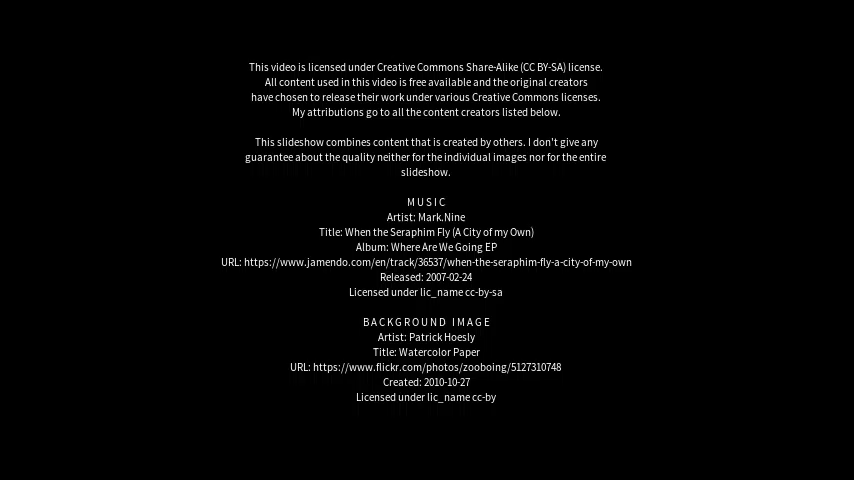 This video is licensed under Creative Commons Share-Alike (CC BY-SA) license.
All content used in this video is free available and the original creators
have chosen to release their work under various Creative Commons licenses.
My attributions go to all the content creators listed below.
This slideshow combines content that is created by others. I don't give any
guarantee about the quality neither for the individual images nor for the entire
slideshow.
MUSIC
Artist: Mark.Nine
Title: When the Seraphim Fly (A City of my Own)
Album: Where Are We Going EP
URL: https://www.jamendo.com/en/track/36537/when-the-seraphim-fly-a-city-of-my-own
Released: 2007-02-24
Licensed under lic_name cc-by-sa
BACKGROUND IMAGE
Artist: Patrick Hoesly
Title: Watercolor Paper
URL: https://www.flickr.com/photos/zooboing/5127310748
Created: 2010-10-27
Licensed under lic_name cc-by